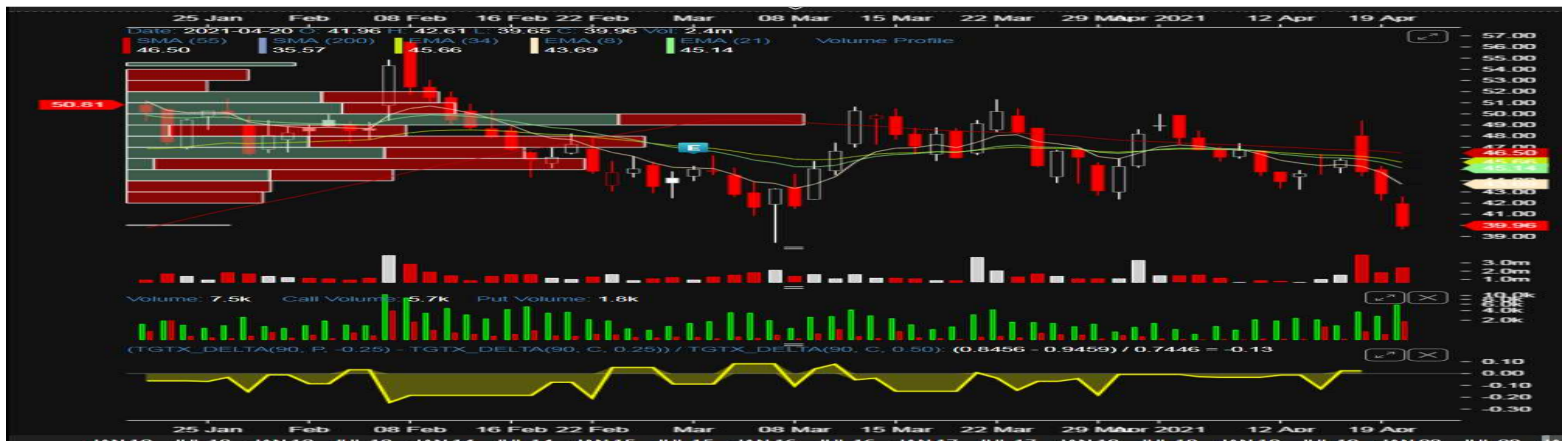 25 Jan Feb 08 Feb 16 Feb 22 Feb Mar 08 Mar 15 Mar 22 Mar 29 Mar Apr 2021 12 Apr 19 Apr
Date: 2021-04-20 O: 41.96 H: 42.61 L: 39.65 C: 39.96 Vol: 2.4m
SMA (55) SMA (200) EMA (34) EMA (8) EMA (21) Volume Profile
46.50 35.57 45.66 43.69 45.14
57.00
56.00
55.00
54.00
53.00
52.00
51.00
50.81
50.00
49.00
48.00
47.00
E
46.50
45.66
45.14
44.00
43.00
42.00
41.00
39.96
39.00
3.0m
2.0m
1.0m
Volume: 7.5k Call Volume: 5.7k Put Volume: 1.8k
10.0k
4.0k
2.0k
(TGTX_DELTA(90, P, -0.25) - TGTX_DELTA(90, C, 0.25)) / TGTX_DELTA(90, C, 0.50): (0.8456 - 0.9459) / 0.7446 = -0.13
0.10
0.00
-0.10
-0.20
-0.30
25 Jan Feb 08 Feb 16 Feb 22 Feb Mar 08 Mar 15 Mar 22 Mar 29 Mar Apr 2021 12 Apr 19 Apr